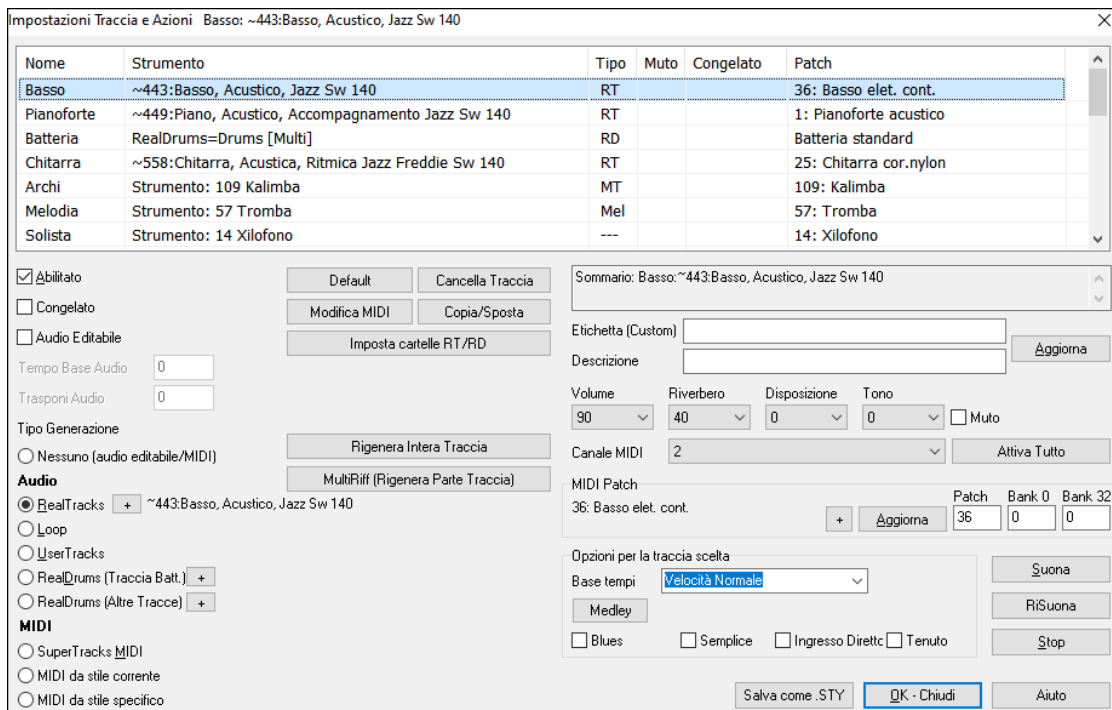 Impostazioni Traccia e Azioni Basso: ~443:Basso, Acustico, Jazz Sw 140
Nome Strumento Tipo Muto Congelato Patch
Basso ~443:Basso, Acustico, Jazz Sw 140 RT 36: Basso elet. cont.
Pianoforte ~449:Piano, Acustico, Accompagnamento Jazz Sw 140 RT 1: Pianoforte acustico
Batteria RealDrums=Drums [Multi] RD Batteria standard
Chitarra ~558:Chitarra, Acustica, Ritmica Jazz Freddie Sw 140 RT 25: Chitarra cor.nylon
Archi Strumento: 109 Kalimba MT 109: Kalimba
Melodia Strumento: 57 Tromba Mel 57: Tromba
Solista Strumento: 14 Xilofono --- 14: Xilofono
Abilitato
Congelato
Audio Editabile
Tempo Base Audio 0
Trasponi Audio 0
Tipo Generazione
Nessuno (audio editabile/MIDI)
Audio
RealTracks + ~443:Basso, Acustico, Jazz Sw 140
Loop
UserTracks
RealDrums (Traccia Batt.) +
RealDrums (Altre Tracce) +
MIDI
SuperTracks MIDI
MIDI da stile corrente
MIDI da stile specifico
Default Cancella Traccia
Modifica MIDI Copia/Sposta
Imposta cartelle RT/RD
Rigenera Intera Traccia
MultiRiff (Rigenera Parte Traccia)
Sommario: Basso:~443:Basso, Acustico, Jazz Sw 140
Etichetta (Custom)
Descrizione
Aggiorna
Volume Riverbero Disposizione Tono
90 40 0 0 Muto
Canale MIDI 2 Attiva Tutto
MIDI Patch
Patch Bank 0 Bank 32
36: Basso elet. cont. + Aggiorna 36 0 0
Opzioni per la traccia scelta
Base tempi Velocità Normale
Medley
Blues Semplice Ingresso Diretto Tenuto
Suona
RiSuona
Stop
Salva come .STY OK - Chiudi Aiuto